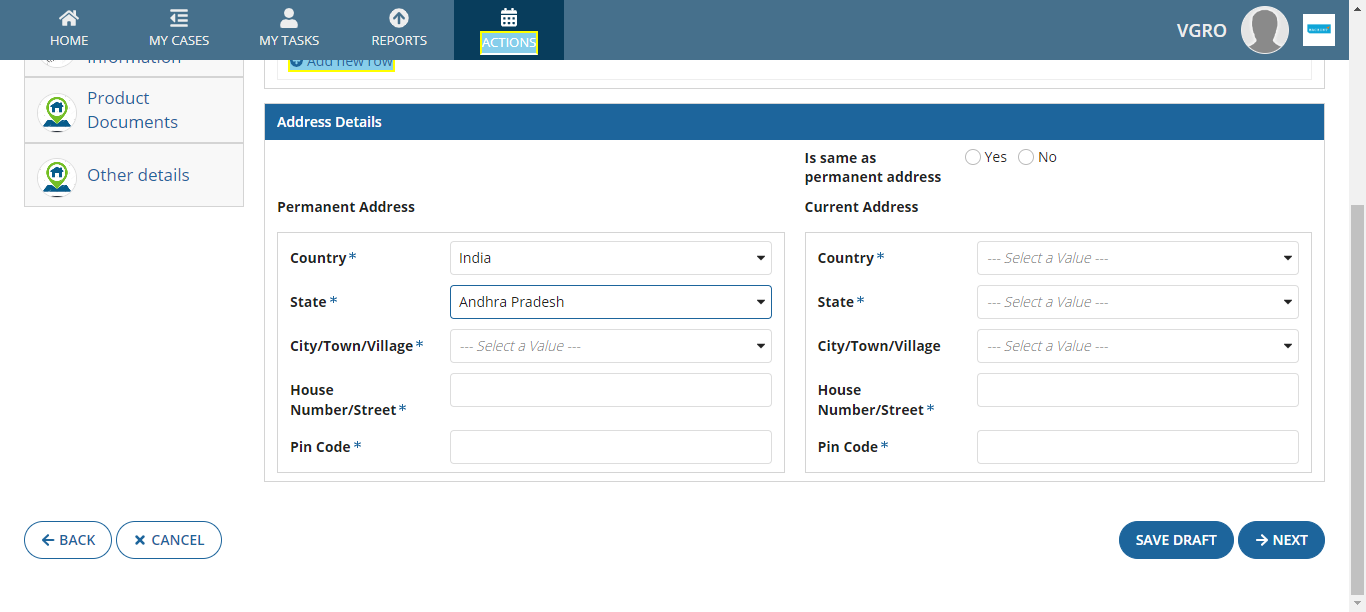 HOME
MY CASES
MY TASKS
REPORTS
ACTIONS
VGRO
Information
Product
Documents
Other details
Add new row
Address Details
Is same as
permanent address
Yes
No
Permanent Address
Current Address
Country*
India
Country*
--- Select a Value ---
State*
Andhra Pradesh
State*
--- Select a Value ---
City/Town/Village*
--- Select a Value ---
City/Town/Village
--- Select a Value ---
House
Number/Street*
House
Number/Street*
Pin Code*
Pin Code*
BACK
CANCEL
SAVE DRAFT
NEXT